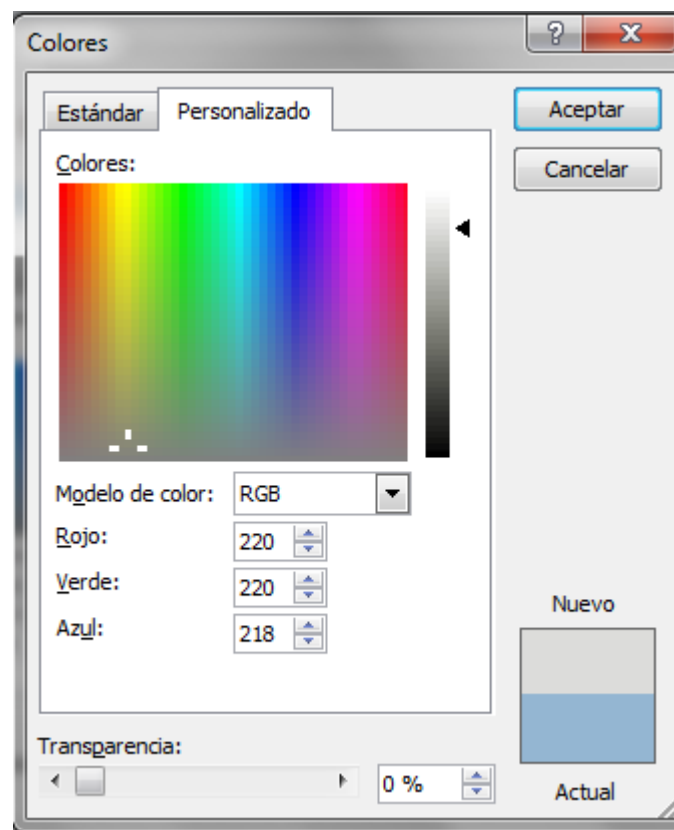 Colores
Estándar Personalizado
Aceptar
Colores:
Cancelar
Modelo de color: RGB
Rojo: 220
Verde: 220
Azul: 218
Nuevo
Transparencia:
0 %
Actual